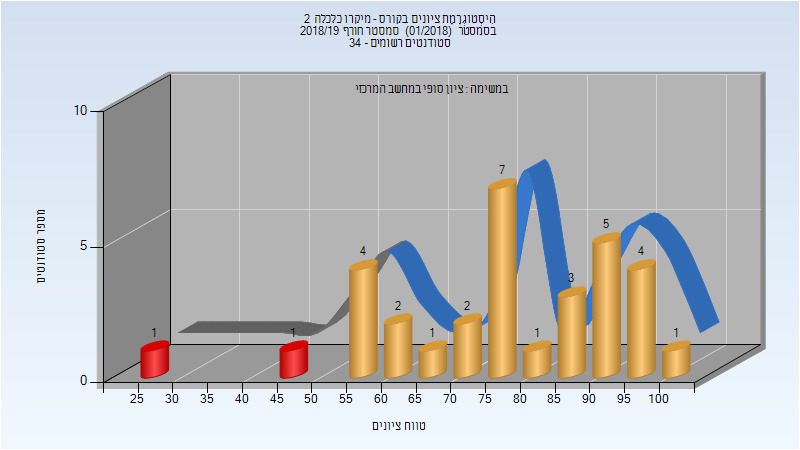 היסטוגרמת ציונים בקורס - מיקרו כלכלה 2
בסמסטר (01/2018) סמסטר חורף 2018/19
סטודנטים רשומים - 34
במשימה : ציון סופי במחשב המרכזי
מספר סטודנטים
10
5
0
1
1
4
2
1
2
7
1
3
5
4
1
25 30 35 40 45 50 55 60 65 70 75 80 85 90 95 100
טווח ציונים